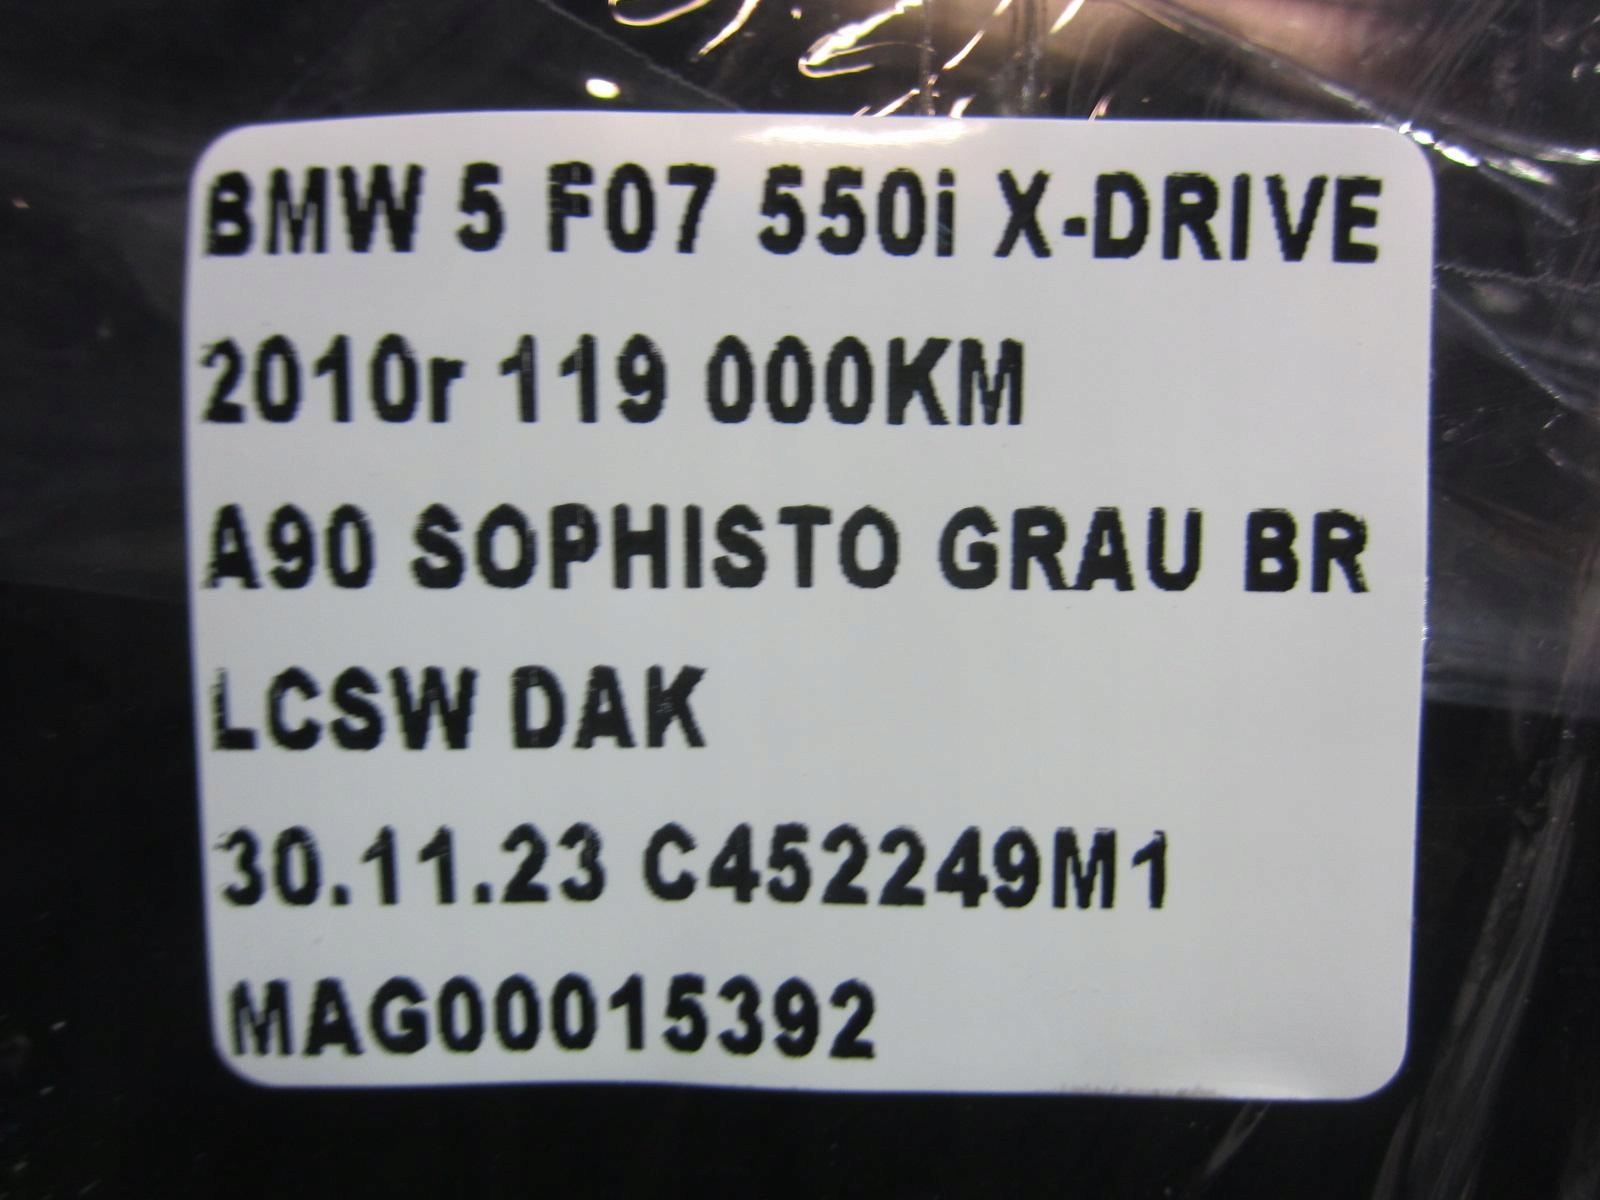 BMW 5 F07 550i X-DRIVE
2010r 119 000KM
A90 SOPHISTO GRAU BR
LCSW DAK
30.11.23 C452249M1
MAG00015392